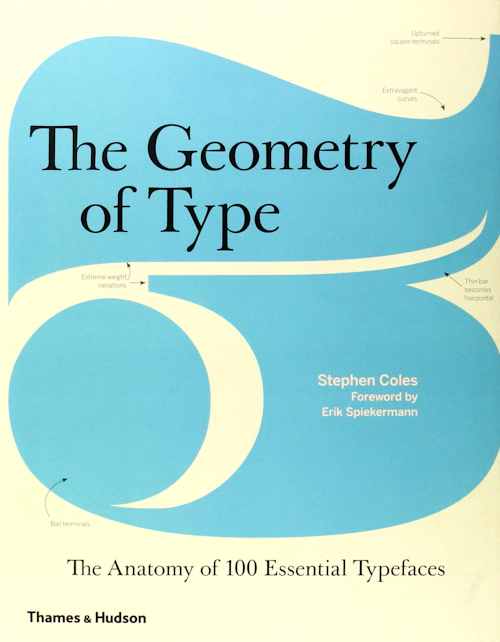 Upturned
square terminals
Extravagant
curves
The Geometry
of Type
Extreme weight
variations
Thin bar
becomes
horizontal
Stephen Coles
Foreword by
Erik Spiekermann
Ball terminals
The Anatomy of 100 Essential Typefaces
Thames & Hudson